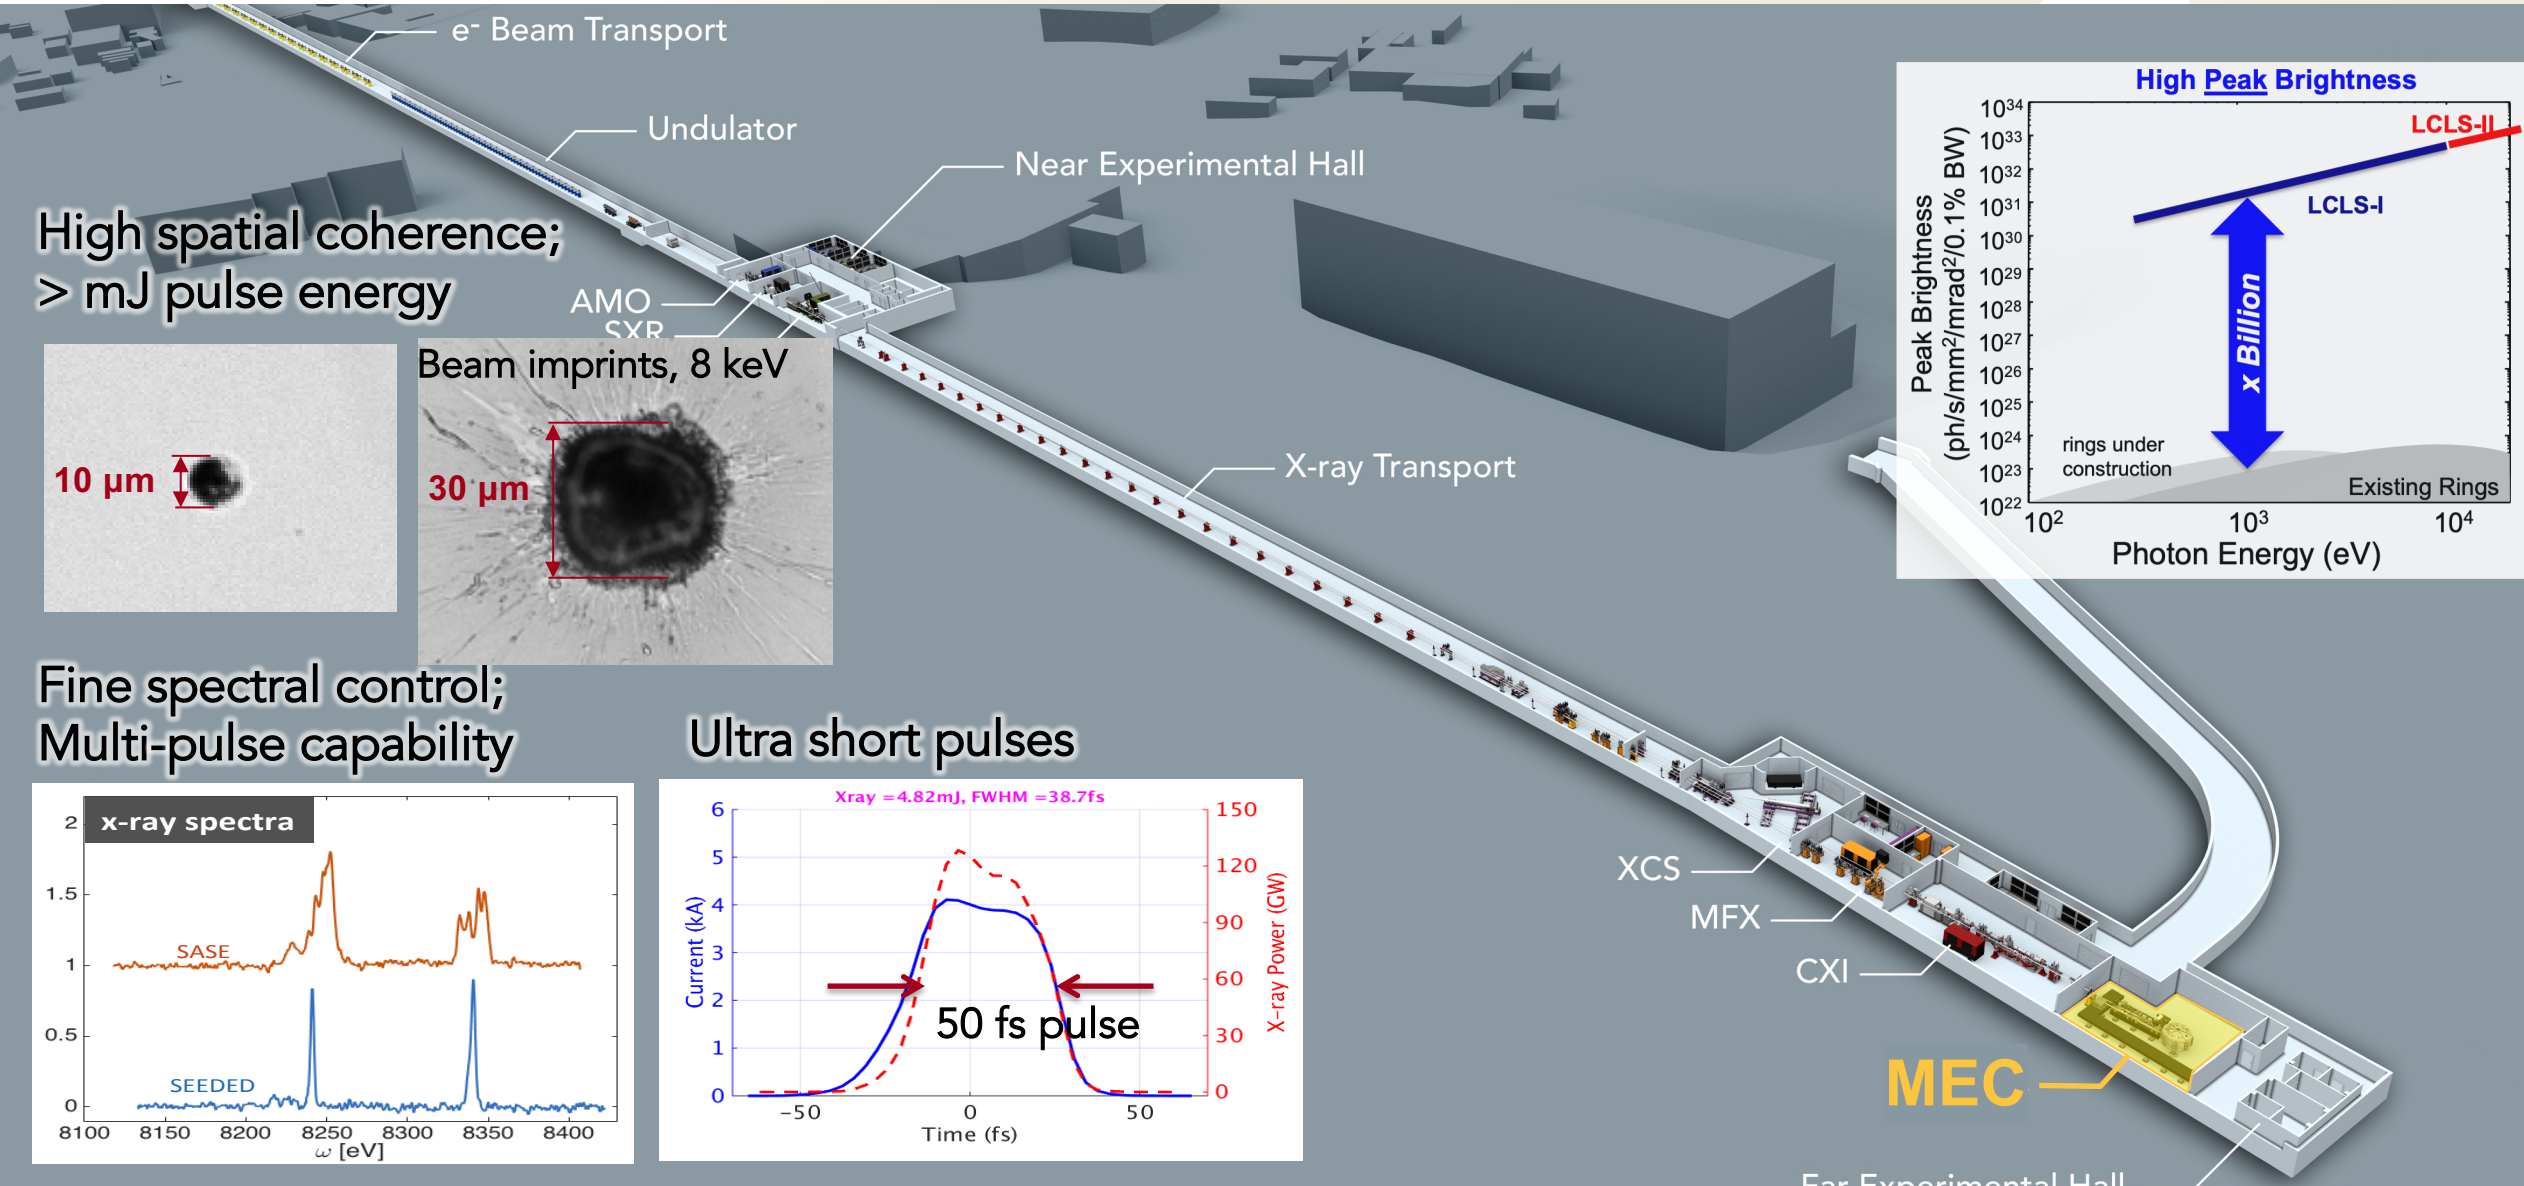 e⁻ Beam Transport
Undulator
Near Experimental Hall
AMO
SXR
X-ray Transport
XCS
MFX
CXI
MEC
Far Experimental Hall
High spatial coherence;
> mJ pulse energy
10 μm
Beam imprints, 8 keV
30 μm
Fine spectral control;
Multi-pulse capability
x-ray spectra
2
1.5
1
0.5
0
SASE
SEEDED
8100 8150 8200 8250 8300 8350 8400
ω [eV]
Ultra short pulses
Xray =4.82mJ, FWHM =38.7fs
6
5
4
3
2
1
0
Current (kA)
150
120
90
60
30
0
X-ray Power (GW)
50 fs pulse
−50 0 50
Time (fs)
High Peak Brightness
10³⁴
10³³
10³²
10³¹
10³⁰
10²⁹
10²⁸
10²⁷
10²⁶
10²⁵
10²⁴
10²³
10²²
Peak Brightness
(ph/s/mm²/mrad²/0.1% BW)
LCLS-II
LCLS-I
x Billion
rings under
construction
Existing Rings
10² 10³ 10⁴
Photon Energy (eV)